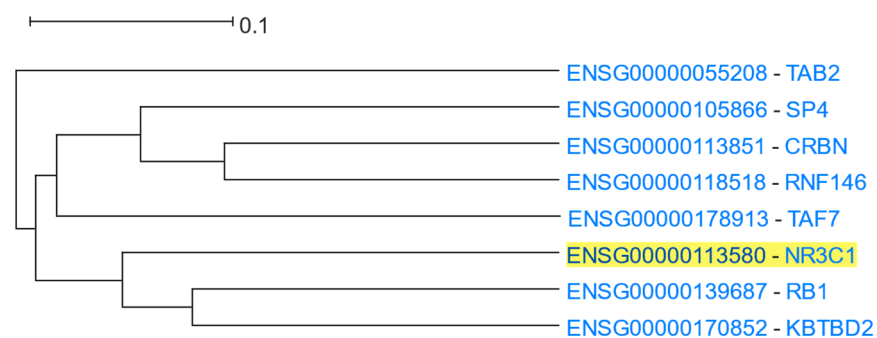 0.1
ENSG00000055208 - TAB2
ENSG00000105866 - SP4
ENSG00000113851 - CRBN
ENSG00000118518 - RNF146
ENSG00000178913 - TAF7
ENSG00000113580 - NR3C1
ENSG00000139687 - RB1
ENSG00000170852 - KBTBD2